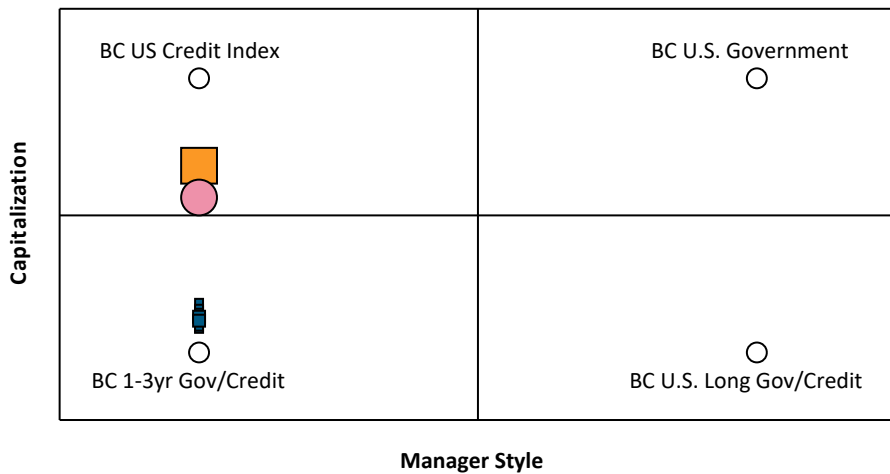 BC US Credit Index
BC U.S. Government
Capitalization
BC 1-3yr Gov/Credit
BC U.S. Long Gov/Credit
Manager Style